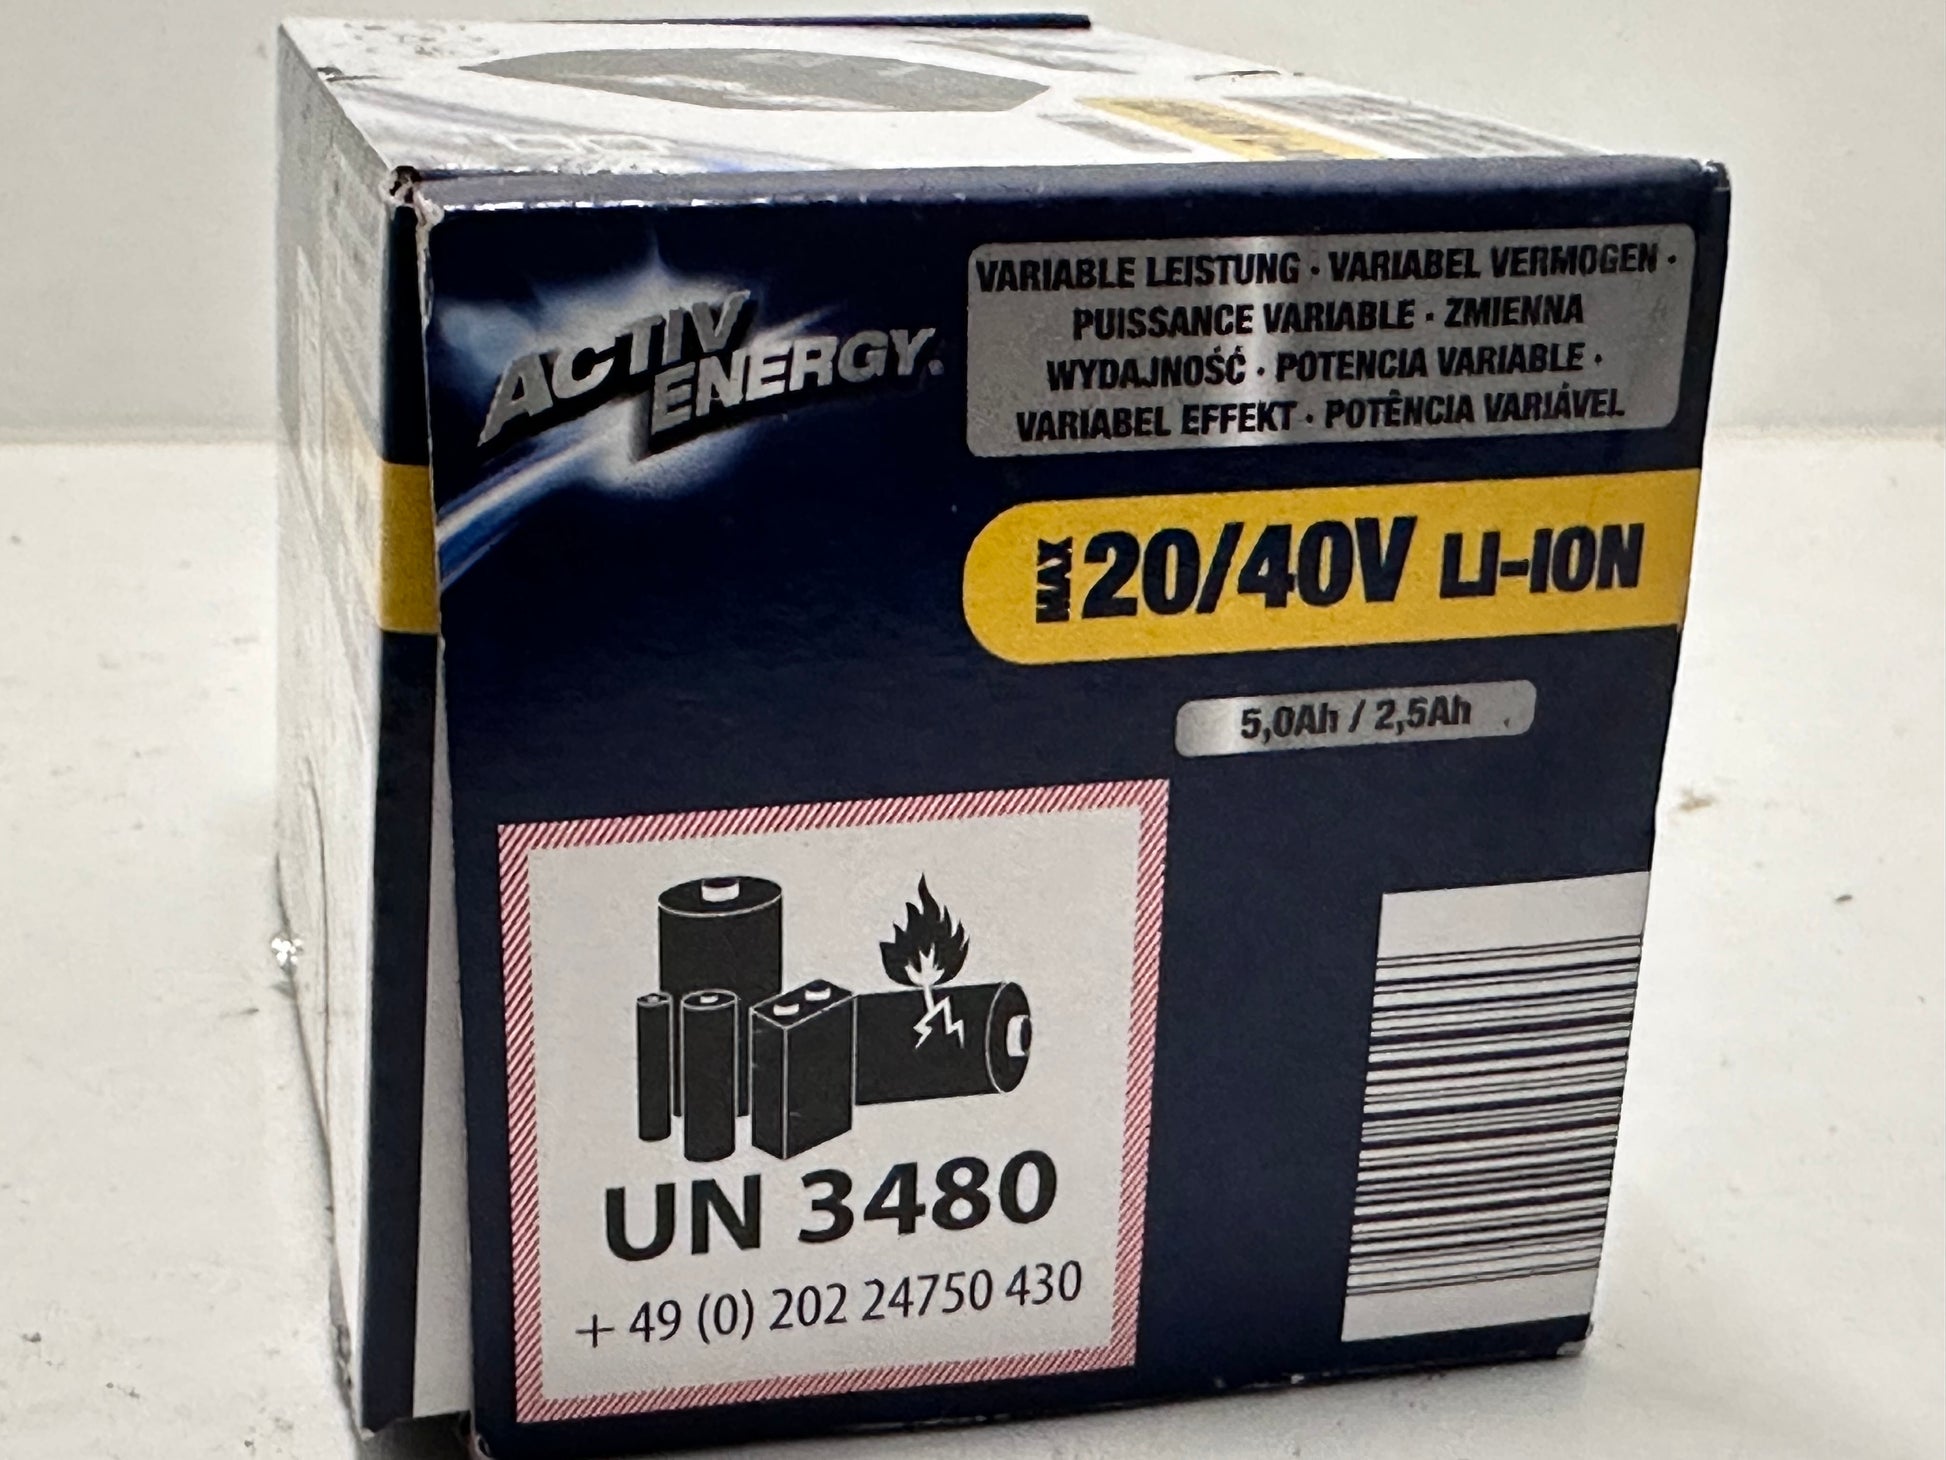 ACTIV
ENERGY.
VARIABLE LEISTUNG · VARIABEL VERMOGEN ·
PUISSANCE VARIABLE · ZMIENNA
WYDAJNOŚĆ · POTENCIA VARIABLE ·
VARIABEL EFFEKT · POTÊNCIA VARIÁVEL
MAX 20/40V LI-ION
5,0Ah / 2,5Ah
UN 3480
+ 49 (0) 202 24750 430